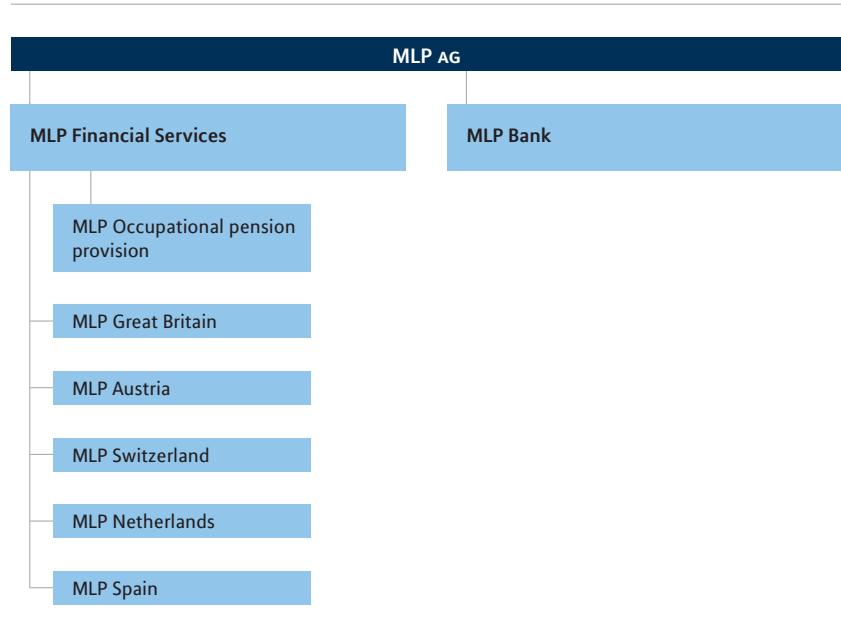 MLP AG
MLP Financial Services
MLP Bank
MLP Occupational pension
provision
MLP Great Britain
MLP Austria
MLP Switzerland
MLP Netherlands
MLP Spain